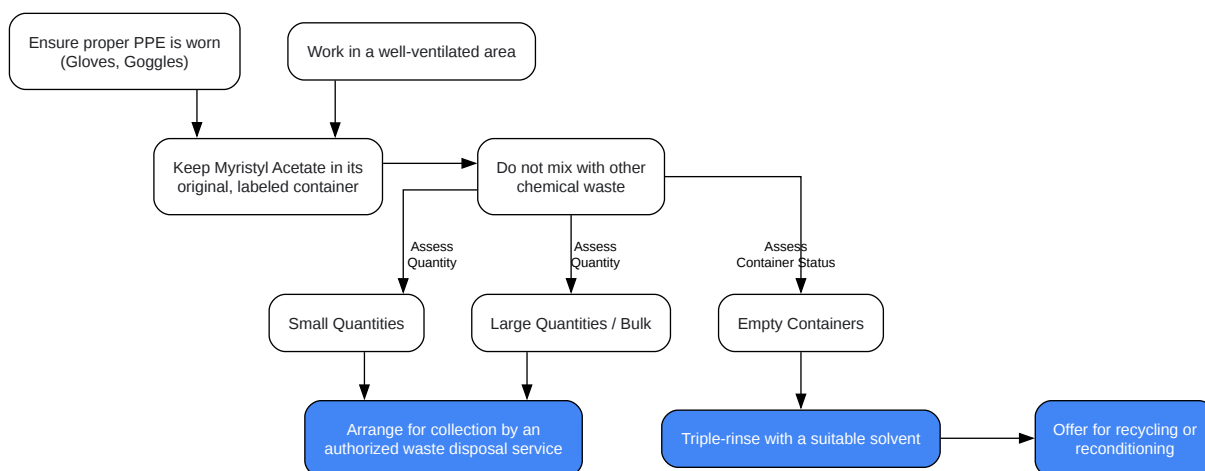 Ensure proper PPE is worn
(Gloves, Goggles)
Work in a well-ventilated area
Keep Myristyl Acetate in its
original, labeled container
Do not mix with other
chemical waste
Assess
Quantity
Assess
Quantity
Assess
Container Status
Small Quantities
Large Quantities / Bulk
Empty Containers
Arrange for collection by an
authorized waste disposal service
Triple-rinse with a suitable solvent
Offer for recycling or
reconditioning